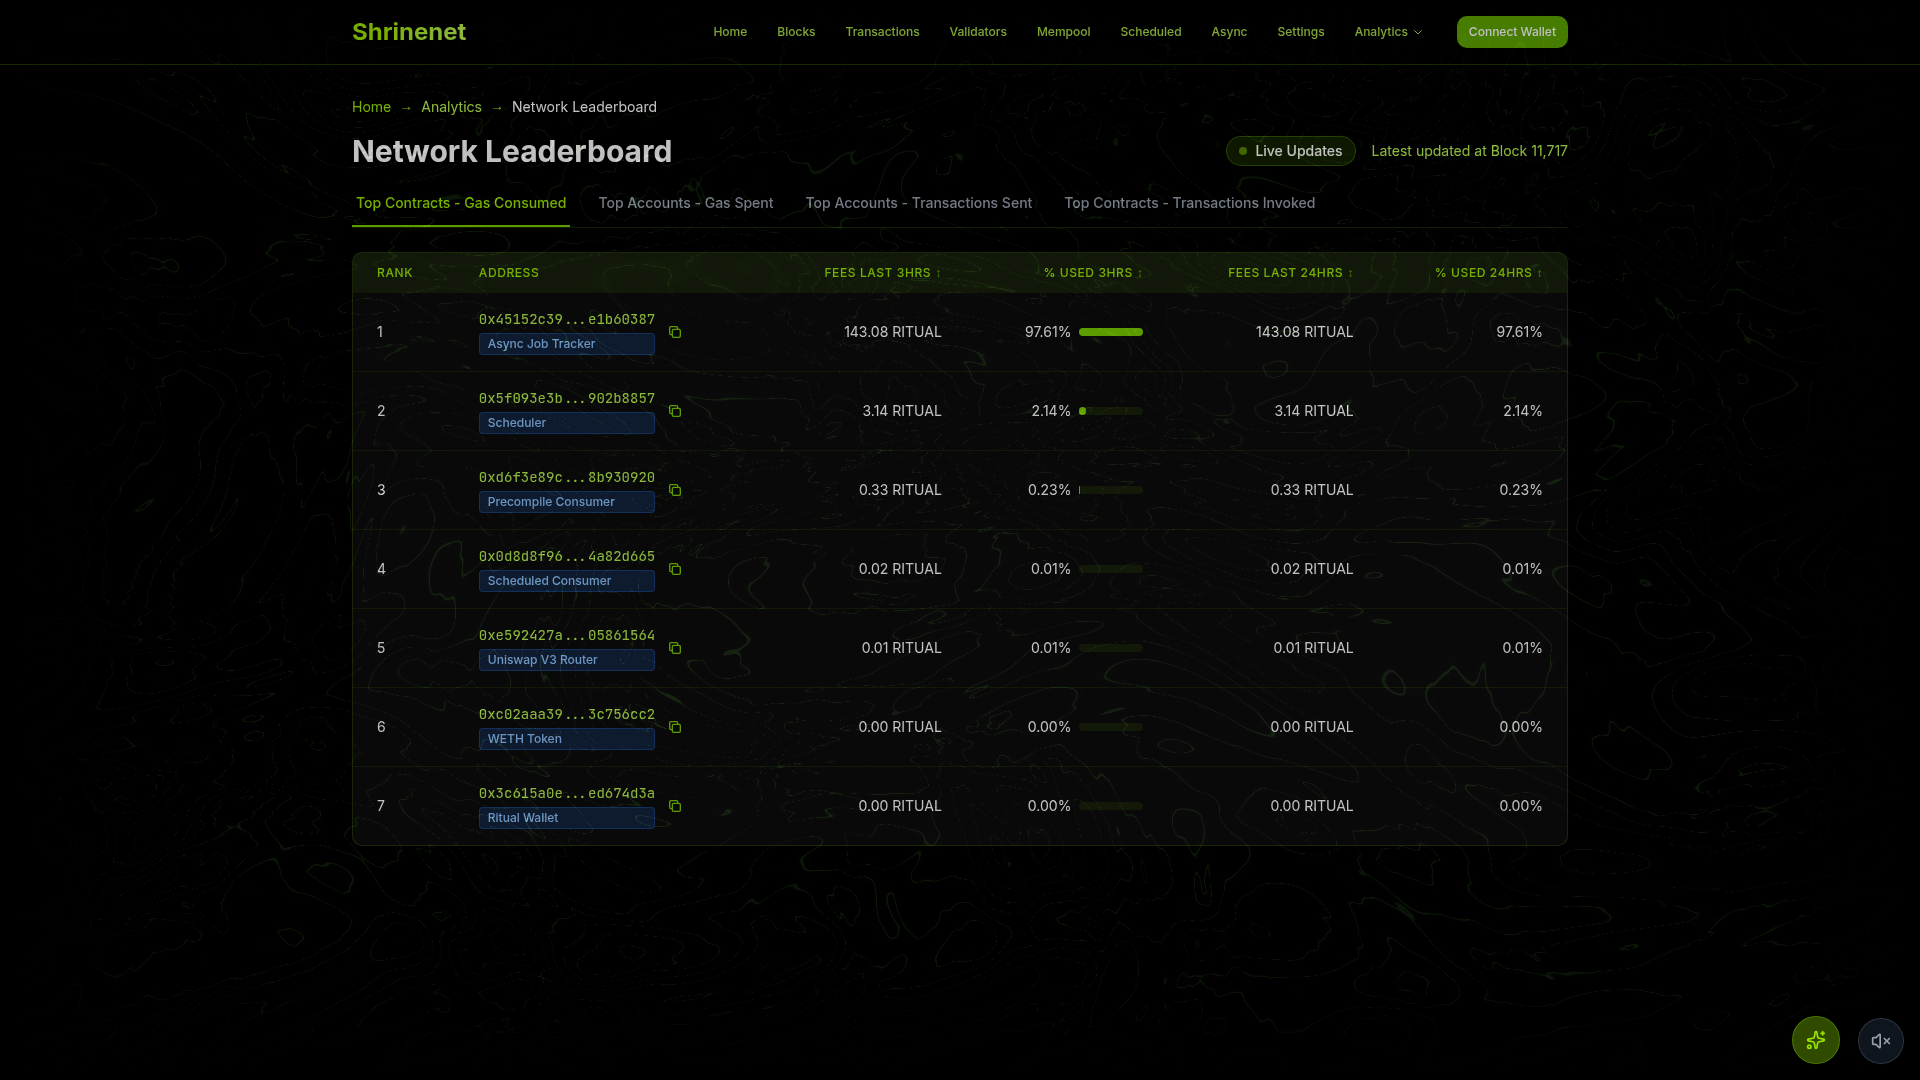 Shrinenet
Home Blocks Transactions Validators Mempool Scheduled Async Settings Analytics Connect Wallet
Home → Analytics → Network Leaderboard
Network Leaderboard
Live Updates Latest updated at Block 11,717
Top Contracts - Gas Consumed Top Accounts - Gas Spent Top Accounts - Transactions Sent Top Contracts - Transactions Invoked
RANK ADDRESS FEES LAST 3HRS ↕ % USED 3HRS ↕ FEES LAST 24HRS ↕ % USED 24HRS ↕
1 0x45152c39...e1b60387 143.08 RITUAL 97.61% 143.08 RITUAL 97.61%
Async Job Tracker
2 0x5f093e3b...902b8857 3.14 RITUAL 2.14% 3.14 RITUAL 2.14%
Scheduler
3 0xd6f3e89c...8b930920 0.33 RITUAL 0.23% 0.33 RITUAL 0.23%
Precompile Consumer
4 0x0d8d8f96...4a82d665 0.02 RITUAL 0.01% 0.02 RITUAL 0.01%
Scheduled Consumer
5 0xe592427a...05861564 0.01 RITUAL 0.01% 0.01 RITUAL 0.01%
Uniswap V3 Router
6 0xc02aaa39...3c756cc2 0.00 RITUAL 0.00% 0.00 RITUAL 0.00%
WETH Token
7 0x3c615a0e...ed674d3a 0.00 RITUAL 0.00% 0.00 RITUAL 0.00%
Ritual Wallet